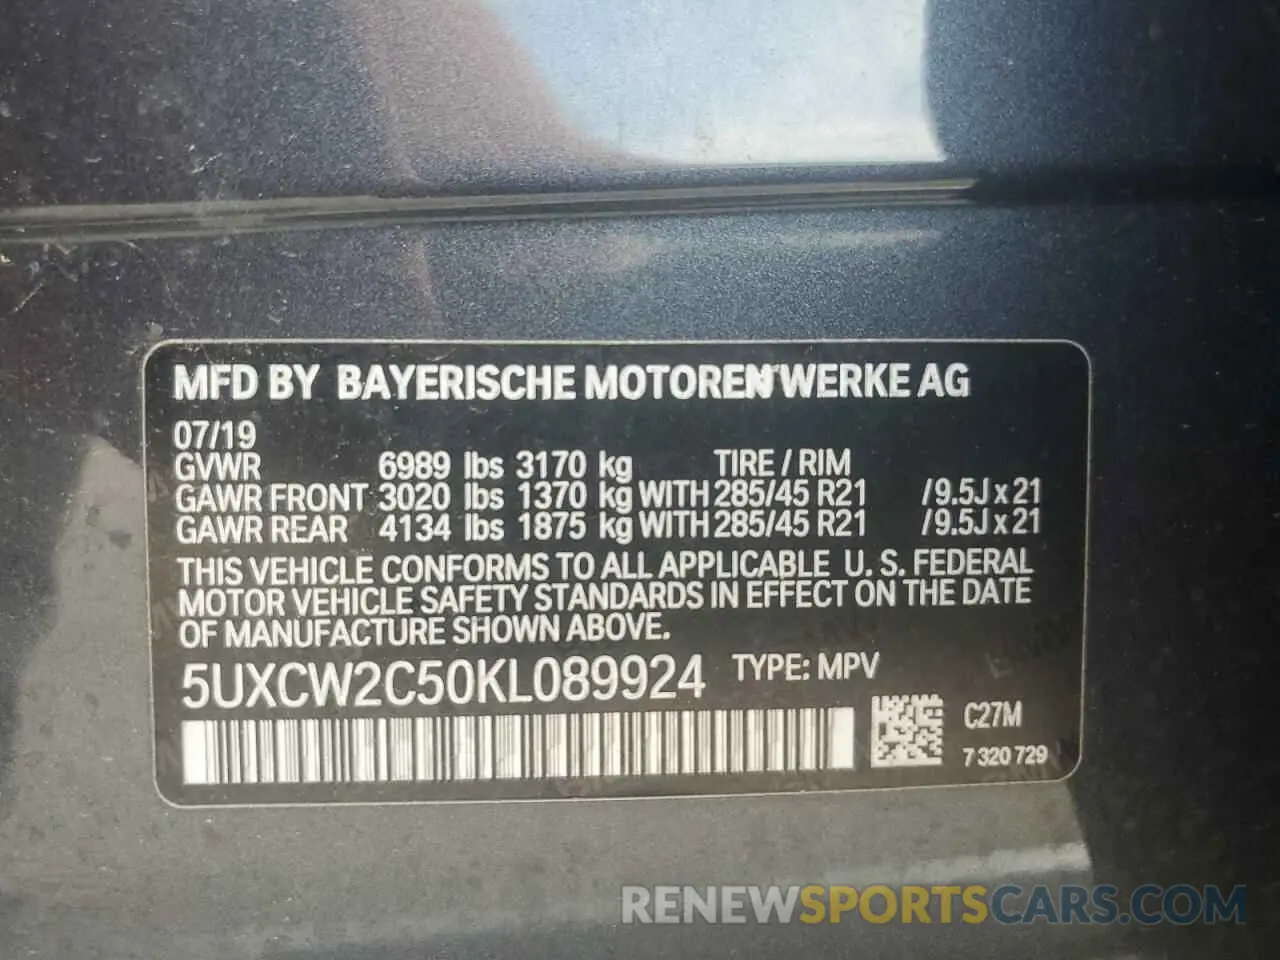 MFD BY BAYERISCHE MOTOREN WERKE AG
07/19
GVWR 6989 lbs 3170 kg TIRE / RIM
GAWR FRONT 3020 lbs 1370 kg WITH 285/45 R21 /9.5J x 21
GAWR REAR 4134 lbs 1875 kg WITH 285/45 R21 /9.5J x 21
THIS VEHICLE CONFORMS TO ALL APPLICABLE U. S. FEDERAL
MOTOR VEHICLE SAFETY STANDARDS IN EFFECT ON THE DATE
OF MANUFACTURE SHOWN ABOVE.
5UXCW2C50KL089924 TYPE: MPV
C27M
7 320 729
RENEWSPORTSCARS.COM